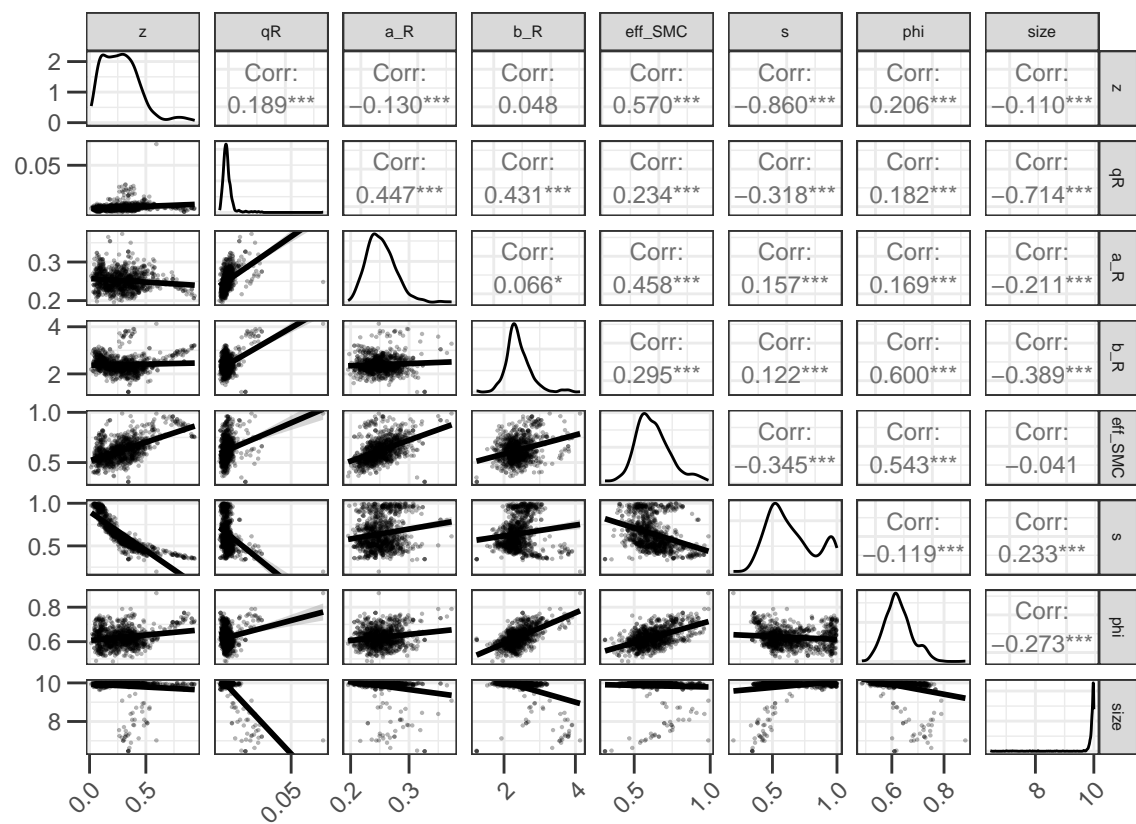 z qR a_R b_R eff_SMC s phi size
2 Corr: Corr: Corr: Corr: Corr: Corr: Corr: z
1 0.189*** −0.130*** 0.048 0.570*** −0.860*** 0.206*** −0.110***
0
0.05 Corr: Corr: Corr: Corr: Corr: Corr: qR
0.447*** 0.431*** 0.234*** −0.318*** 0.182*** −0.714***
0.3 Corr: Corr: Corr: Corr: Corr: a_R
0.2 0.066* 0.458*** 0.157*** 0.169*** −0.211***
4 Corr: Corr: Corr: Corr: b_R
2 0.295*** 0.122*** 0.600*** −0.389***
1.0 Corr: Corr: Corr: eff_SMC
0.5 −0.345*** 0.543*** −0.041
1.0 Corr: Corr: s
0.5 −0.119*** 0.233***
0.8 Corr: phi
0.6 −0.273***
10 size
8
0.0 0.5 0.05 0.2 0.3 2 4 0.5 1.0 0.5 1.0 0.6 0.8 8 10